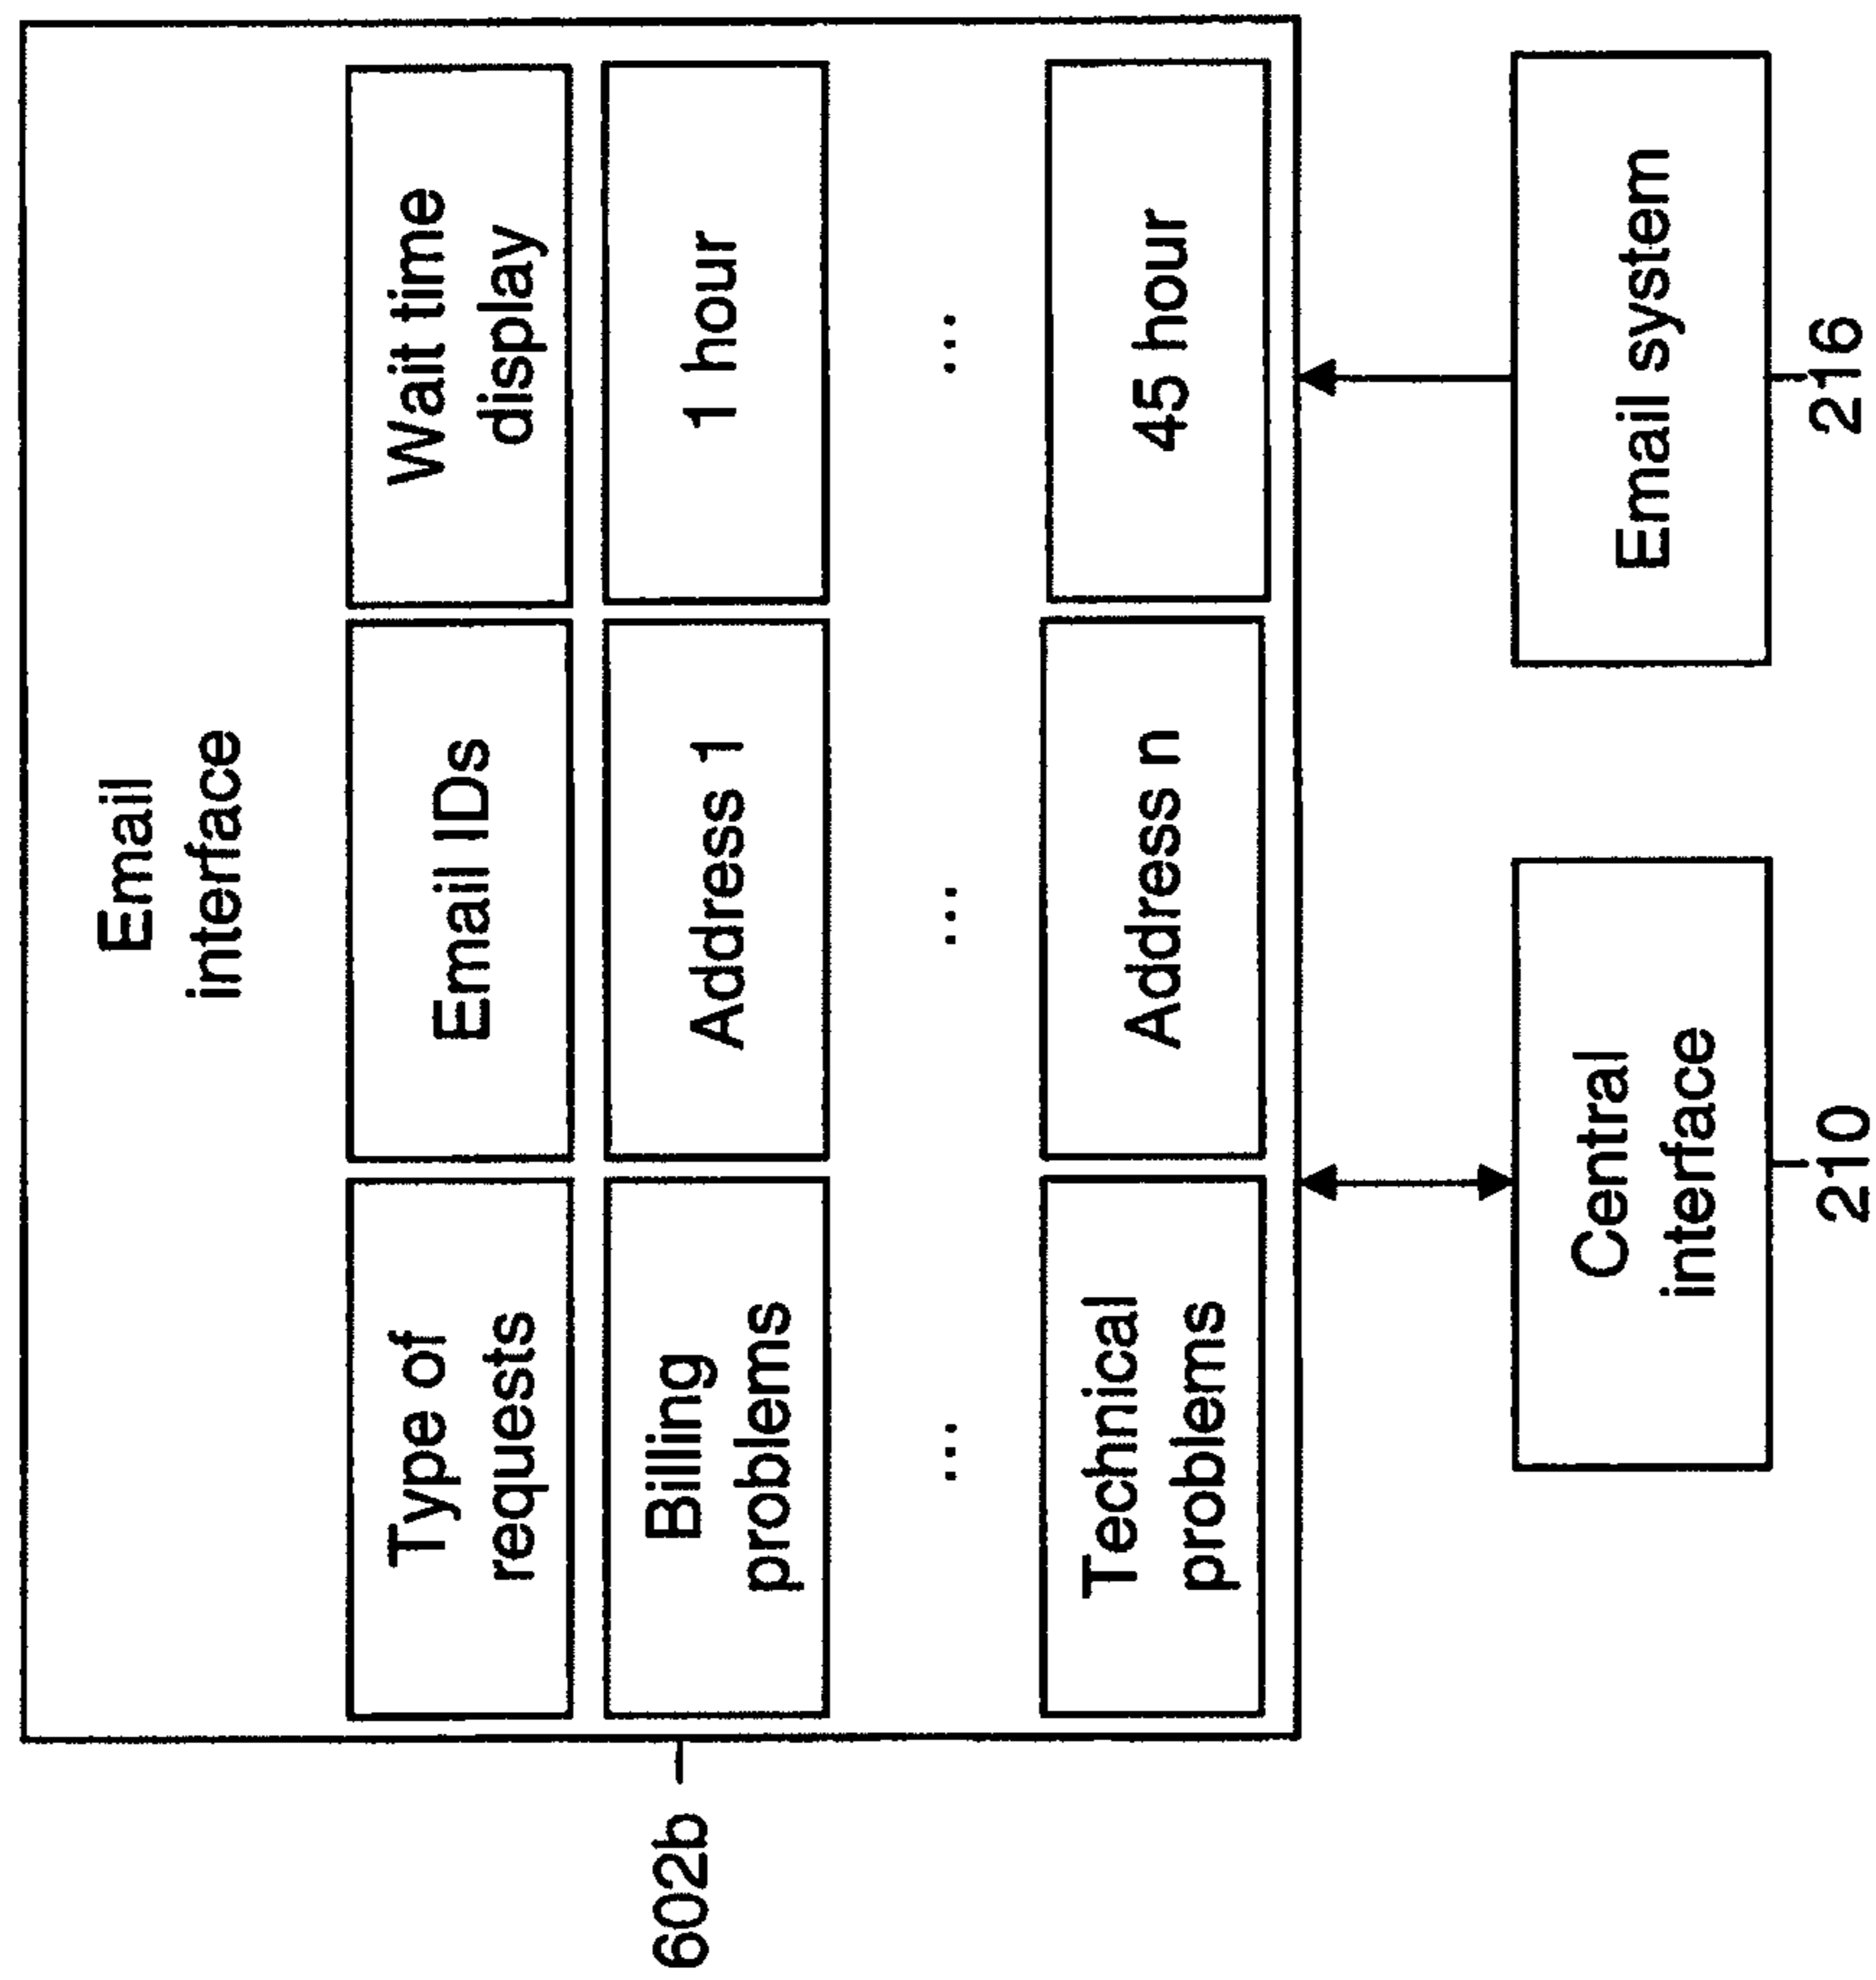 Email
interface
Type of
requests
Email IDs
Wait time
display
Billing
problems
Address 1
1 hour
...
...
...
Technical
problems
Address n
45 hour
602b
Central
interface
Email system
210
216